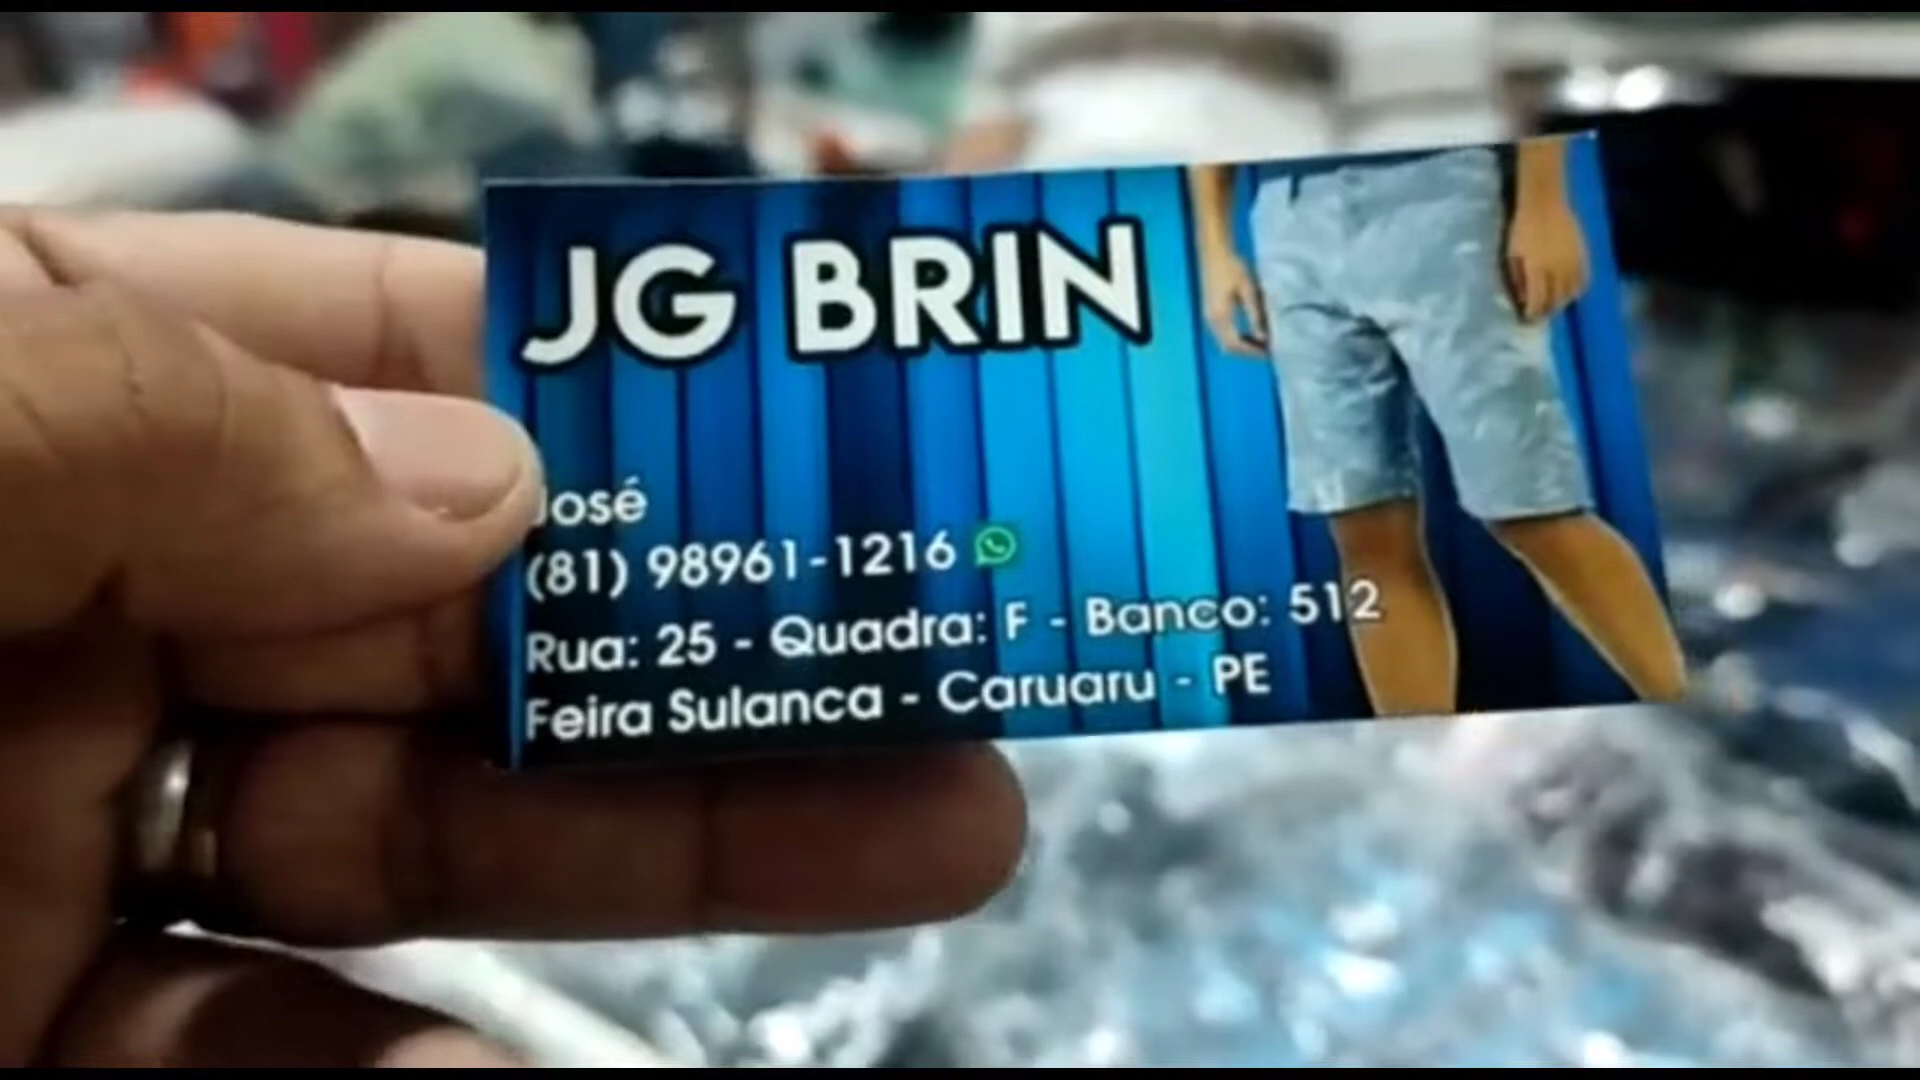 JG BRIN
José
(81) 98961-1216
Rua: 25 - Quadra: F - Banco: 512
Feira Sulanca - Caruaru - PE